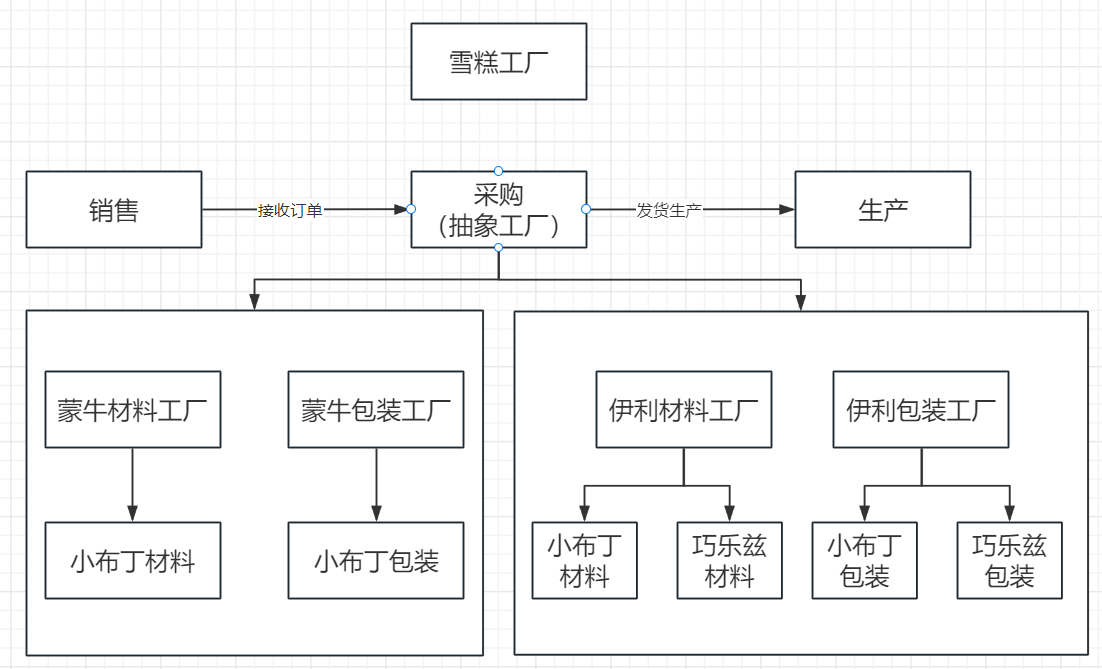 雪糕工厂
销售
接收订单
采购
（抽象工厂）
发货生产
生产
蒙牛材料工厂
蒙牛包装工厂
伊利材料工厂
伊利包装工厂
小布丁材料
小布丁包装
小布丁
材料
巧乐兹
材料
小布丁
包装
巧乐兹
包装